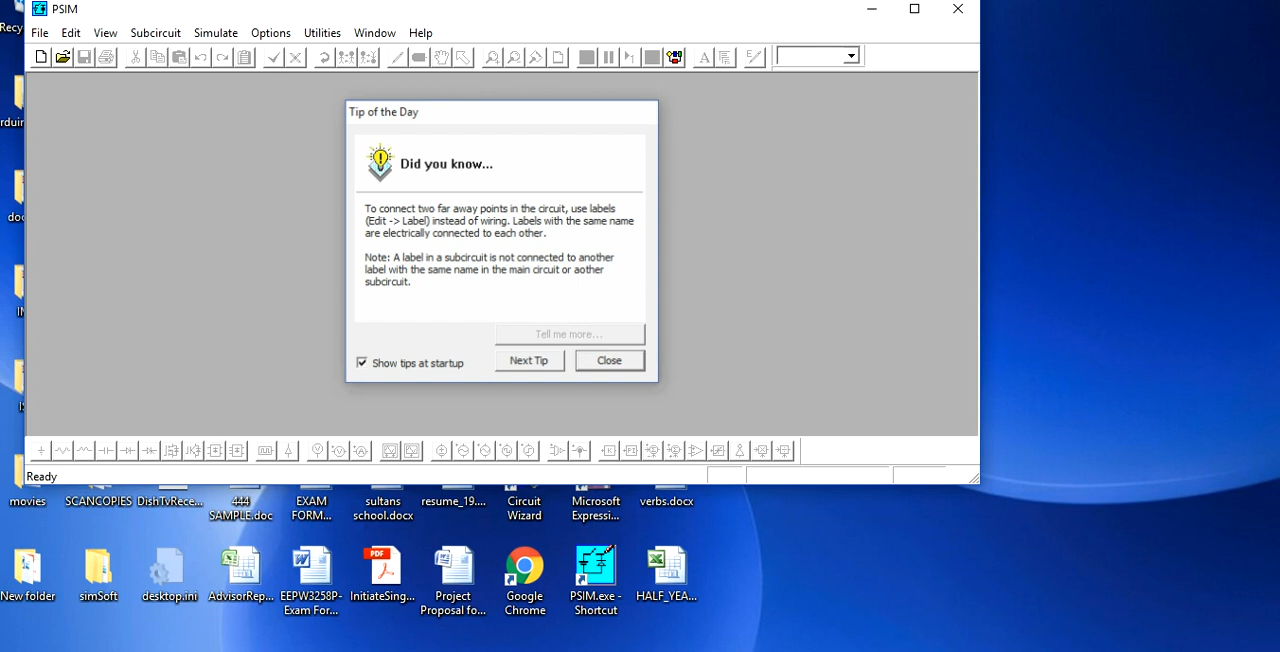 PSIM
Recy
File Edit View Subcircuit Simulate Options Utilities Window Help
Tip of the Day
Did you know...
To connect two far away points in the circuit, use labels
(Edit -> Label) instead of wiring. Labels with the same name
are electrically connected to each other.
Note: A label in a subcircuit is not connected to another
label with the same name in the main circuit or aother
subcircuit.
Tell me more...
Show tips at startup
Next Tip
Close
rduin
doc
Ready
movies
SCANCOPIES
DishTvRece...
444
SAMPLE.doc
EXAM
FORM...
sultans
school.docx
resume_19....
Circuit
Wizard
Microsoft
Expressi...
verbs.docx
New folder
simSoft
desktop.ini
AdvisorRep...
EEPW3258P-
Exam For...
InitiateSing...
Project
Proposal fo...
Google
Chrome
PSIM.exe -
Shortcut
HALF_YEA...